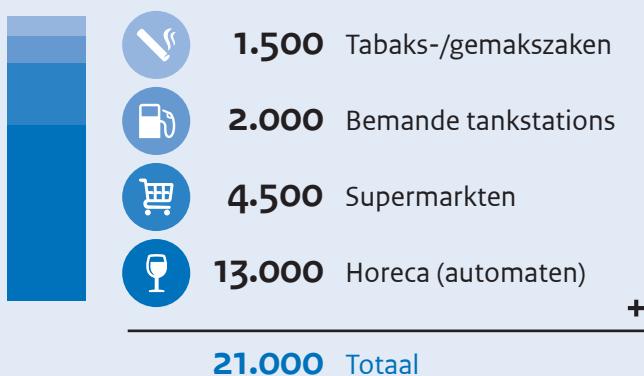 1.500 Tabaks-/gemakszaken
2.000 Bemande tankstations
4.500 Supermarkten
13.000 Horeca (automaten)
+
21.000 Totaal